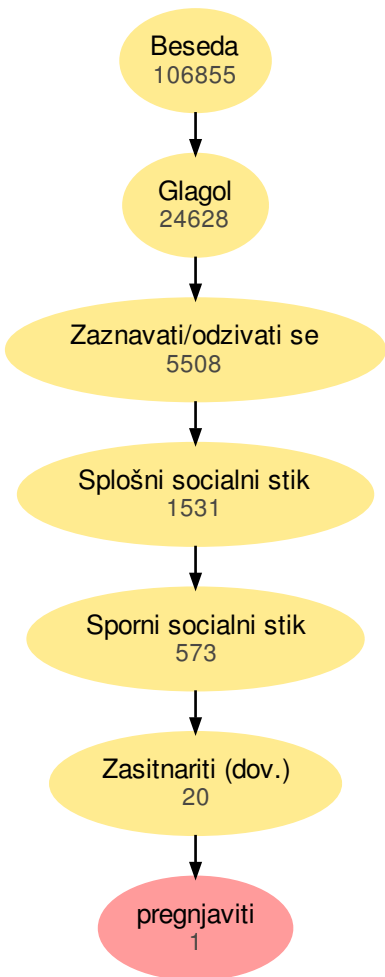 Beseda
106855
Glagol
24628
Zaznavati/odzivati se
5508
Splošni socialni stik
1531
Sporni socialni stik
573
Zasitnariti (dov.)
20
pregnjaviti
1